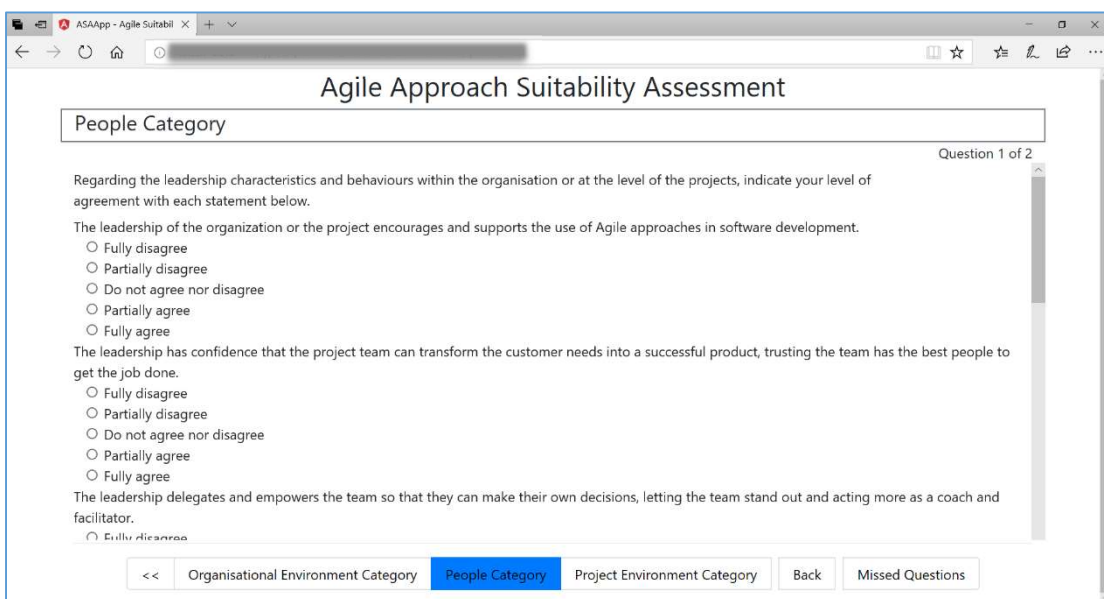 ASAApp - Agile Suitabil
Agile Approach Suitability Assessment
People Category
Question 1 of 2
Regarding the leadership characteristics and behaviours within the organisation or at the level of the projects, indicate your level of
agreement with each statement below.
The leadership of the organization or the project encourages and supports the use of Agile approaches in software development.
Fully disagree
Partially disagree
Do not agree nor disagree
Partially agree
Fully agree
The leadership has confidence that the project team can transform the customer needs into a successful product, trusting the team has the best people to
get the job done.
Fully disagree
Partially disagree
Do not agree nor disagree
Partially agree
Fully agree
The leadership delegates and empowers the team so that they can make their own decisions, letting the team stand out and acting more as a coach and
facilitator.
Fully disagree
<< Organisational Environment Category People Category Project Environment Category Back Missed Questions